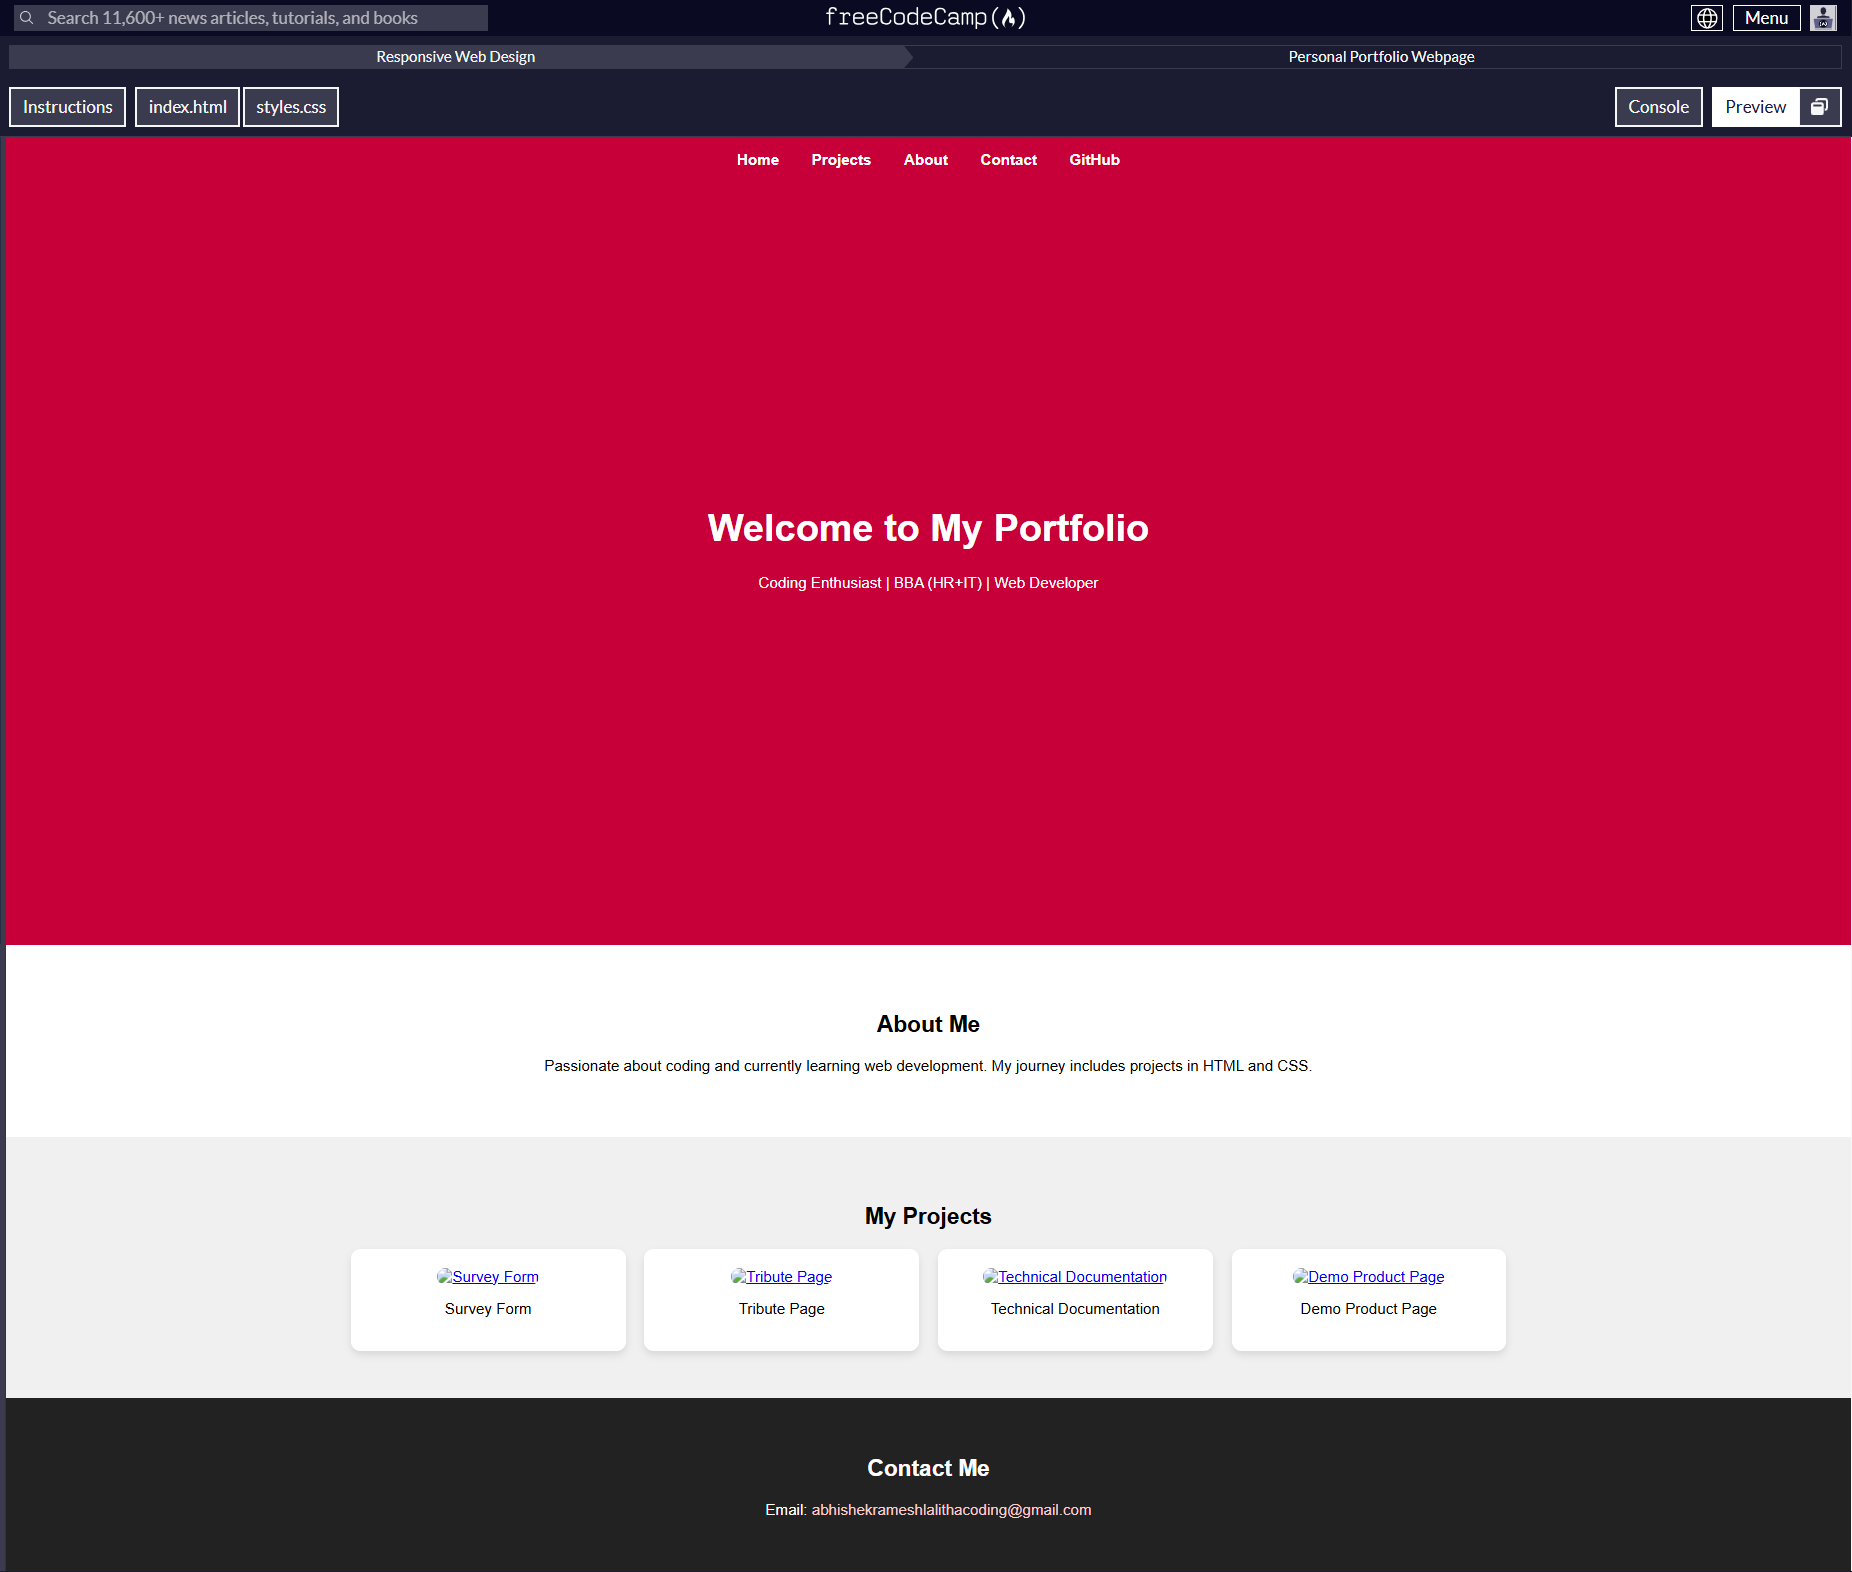 Search 11,600+ news articles, tutorials, and books
freeCodeCamp(🔥)
Menu
Responsive Web Design
Personal Portfolio Webpage
Instructions
index.html
styles.css
Console
Preview
Home Projects About Contact GitHub
Welcome to My Portfolio
Coding Enthusiast | BBA (HR+IT) | Web Developer
About Me
Passionate about coding and currently learning web development. My journey includes projects in HTML and CSS.
My Projects
Survey Form
Survey Form
Tribute Page
Tribute Page
Technical Documentation
Technical Documentation
Demo Product Page
Demo Product Page
Contact Me
Email: abhishekrameshlalithacoding@gmail.com